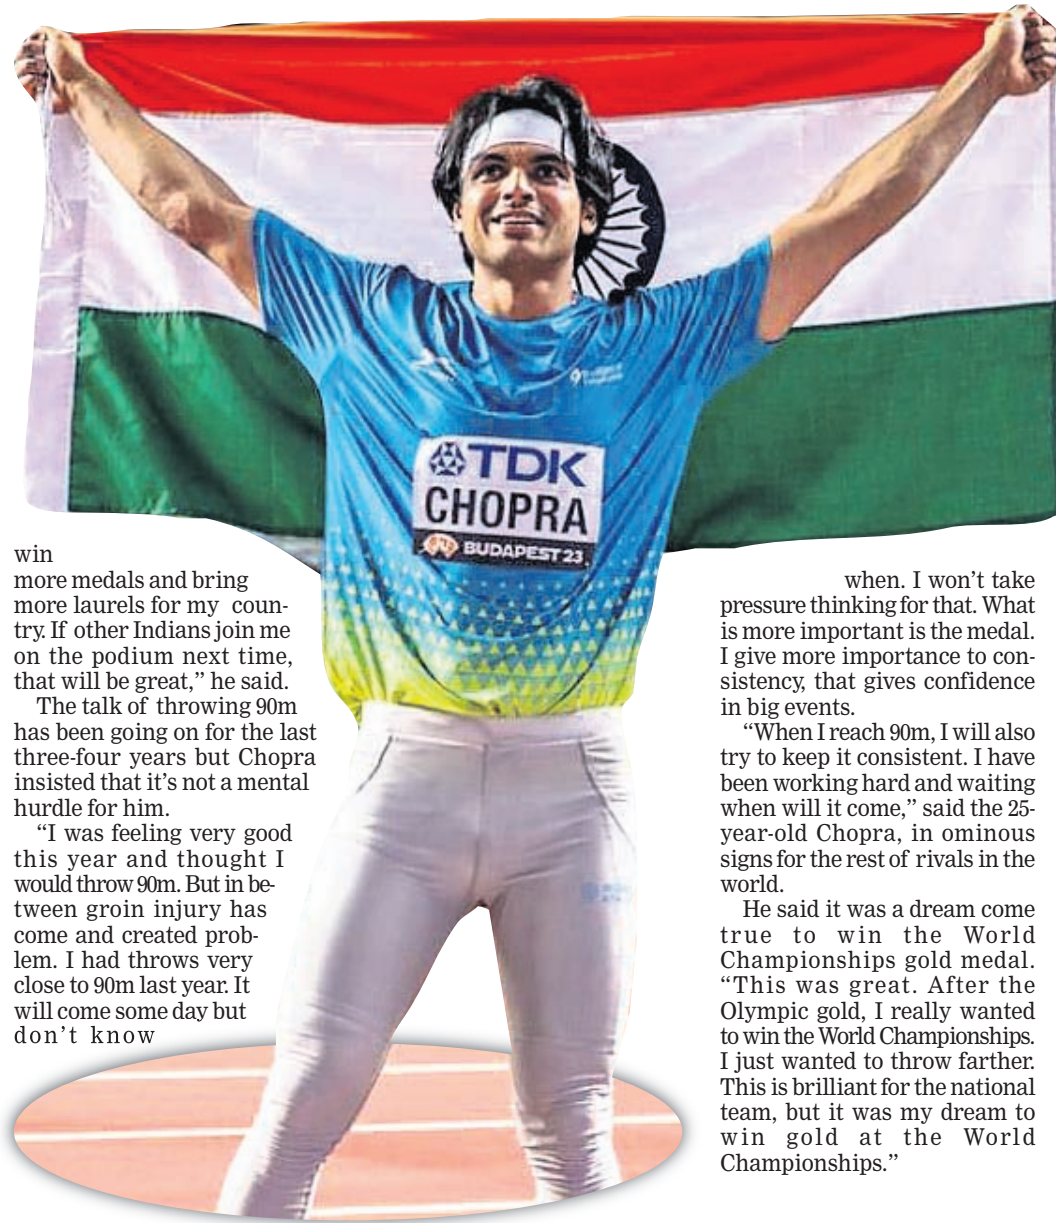 TDK
CHOPRA
BUDAPEST 23
win
more medals and bring
more laurels for my coun-
try. If other Indians join me
on the podium next time,
that will be great,” he said.
The talk of throwing 90m
has been going on for the last
three-four years but Chopra
insisted that it’s not a mental
hurdle for him.
“I was feeling very good
this year and thought I
would throw 90m. But in be-
tween groin injury has
come and created prob-
lem. I had throws very
close to 90m last year. It
will come some day but
don’t know
when. I won’t take
pressure thinking for that. What
is more important is the medal.
I give more importance to con-
sistency, that gives confidence
in big events.
“When I reach 90m, I will also
try to keep it consistent. I have
been working hard and waiting
when will it come,” said the 25-
year-old Chopra, in ominous
signs for the rest of rivals in the
world.
He said it was a dream come
true to win the World
Championships gold medal.
“This was great. After the
Olympic gold, I really wanted
to win the World Championships.
I just wanted to throw farther.
This is brilliant for the national
team, but it was my dream to
win gold at the World
Championships.”